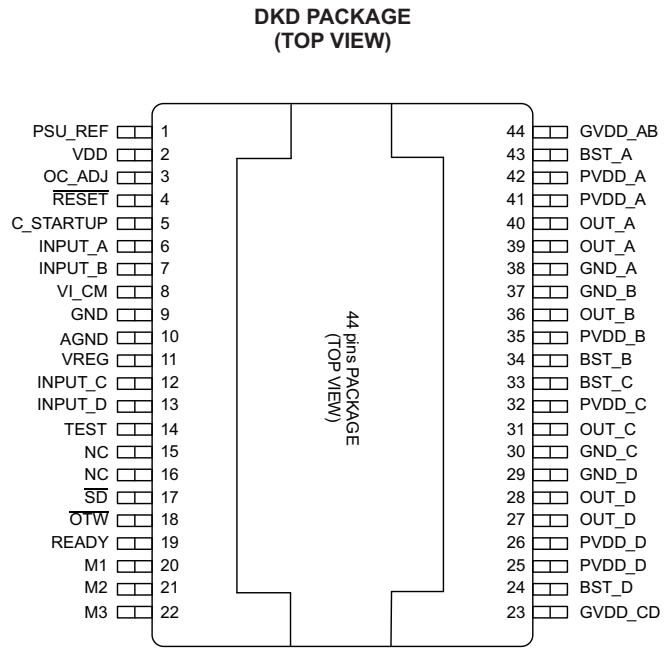 DKD PACKAGE
(TOP VIEW)
PSU_REF 1 44 GVDD_AB
VDD 2 43 BST_A
OC_ADJ 3 42 PVDD_A
RESET 4 41 PVDD_A
C_STARTUP 5 40 OUT_A
INPUT_A 6 39 OUT_A
INPUT_B 7 38 GND_A
VI_CM 8 37 GND_B
GND 9 36 OUT_B
AGND 10 35 PVDD_B
VREG 11 34 BST_B
INPUT_C 12 33 BST_C
INPUT_D 13 32 PVDD_C
TEST 14 31 OUT_C
NC 15 30 GND_C
NC 16 29 GND_D
SD 17 28 OUT_D
OTW 18 27 OUT_D
READY 19 26 PVDD_D
M1 20 25 PVDD_D
M2 21 24 BST_D
M3 22 23 GVDD_CD
44 pins PACKAGE
(TOP VIEW)